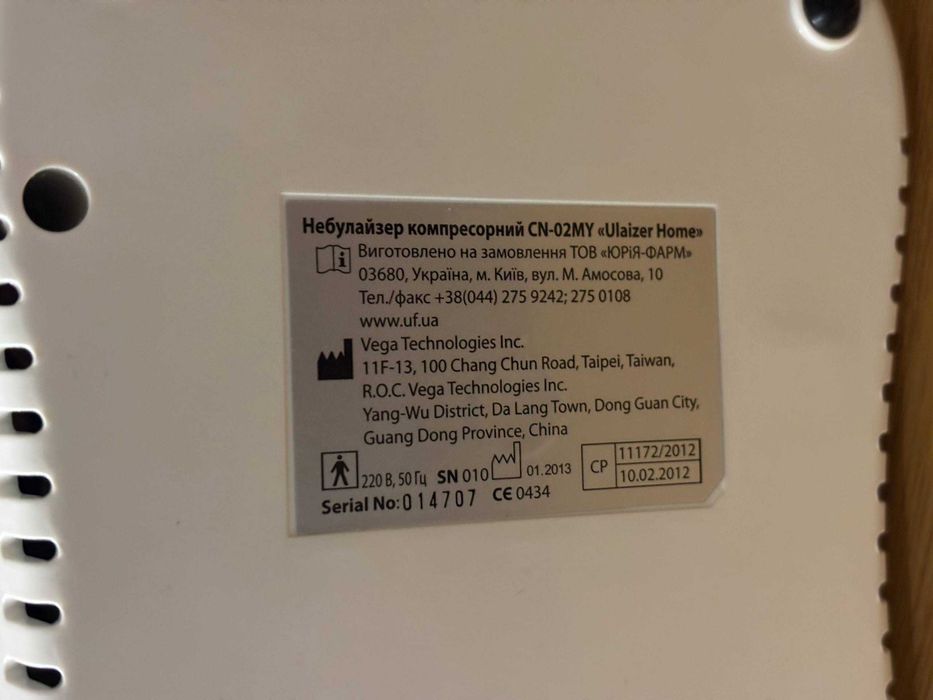 Небулайзер компресорний CN-02MY «Ulaizer Home»
Виготовлено на замовлення ТОВ «ЮРіЯ-ФАРМ»
03680, Україна, м. Київ, вул. М. Амосова, 10
Тел./факс +38(044) 275 9242; 275 0108
www.uf.ua
Vega Technologies Inc.
11F-13, 100 Chang Chun Road, Taipei, Taiwan,
R.O.C. Vega Technologies Inc.
Yang-Wu District, Da Lang Town, Dong Guan City,
Guang Dong Province, China
220 В, 50 Гц SN 010 01.2013 СР 11172/2012
10.02.2012
Serial No: 014707 CE 0434